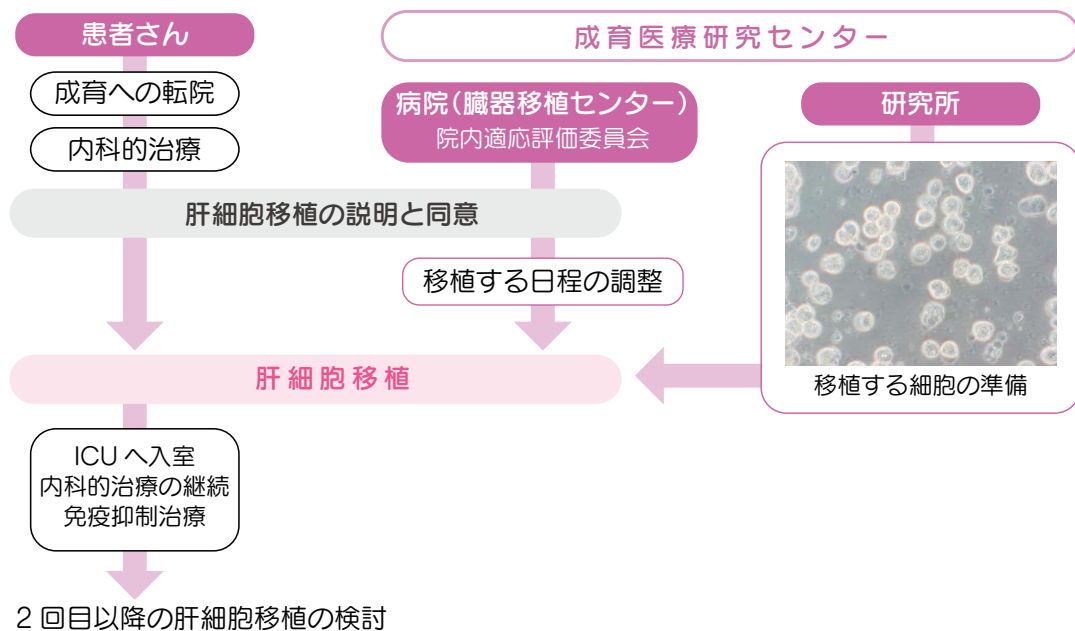 患者さん
成育医療研究センター
成育への転院
内科的治療
病院(臓器移植センター)
院内適応評価委員会
研究所
肝細胞移植の説明と同意
移植する日程の調整
肝細胞移植
移植する細胞の準備
ICU へ入室
内科的治療の継続
免疫抑制治療
2 回目以降の肝細胞移植の検討